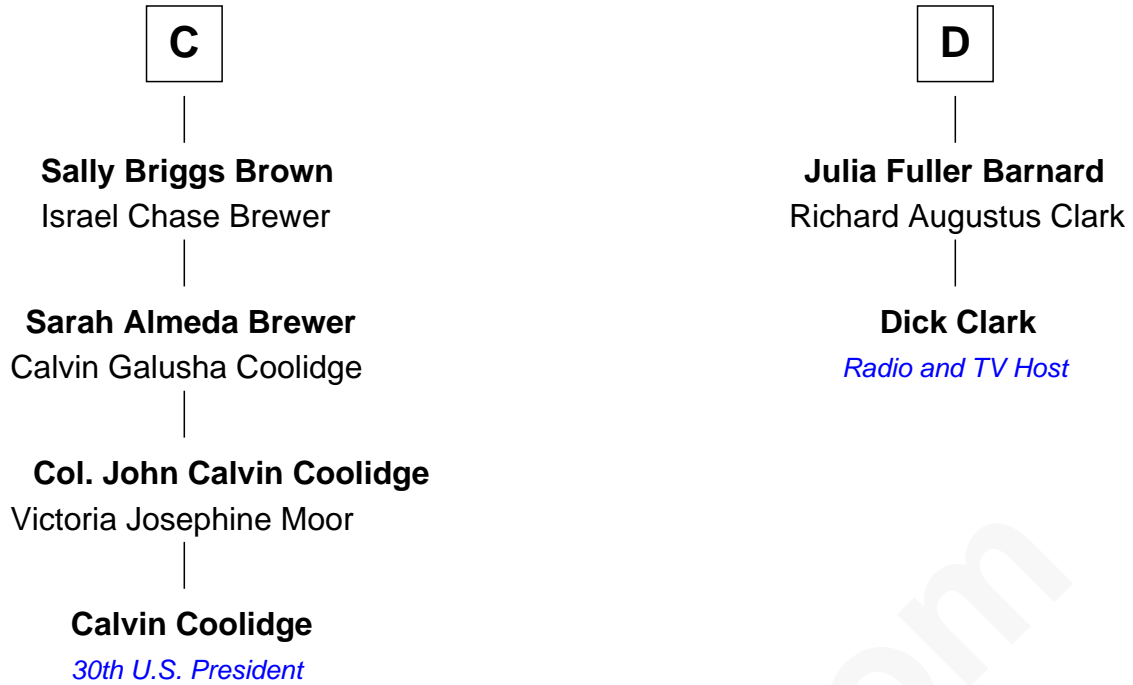 C
Sally Briggs Brown
Israel Chase Brewer
Sarah Almeda Brewer
Calvin Galusha Coolidge
Col. John Calvin Coolidge
Victoria Josephine Moor
Calvin Coolidge
30th U.S. President
D
Julia Fuller Barnard
Richard Augustus Clark
Dick Clark
Radio and TV Host